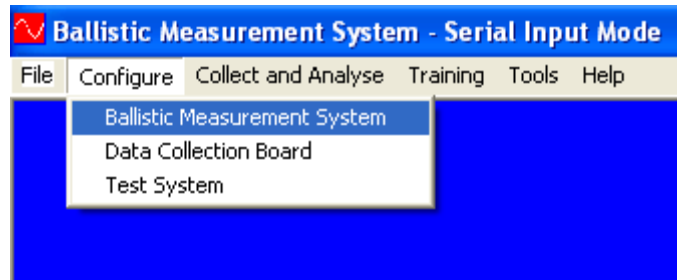 Ballistic Measurement System - Serial Input Mode
File Configure Collect and Analyse Training Tools Help
Ballistic Measurement System
Data Collection Board
Test System